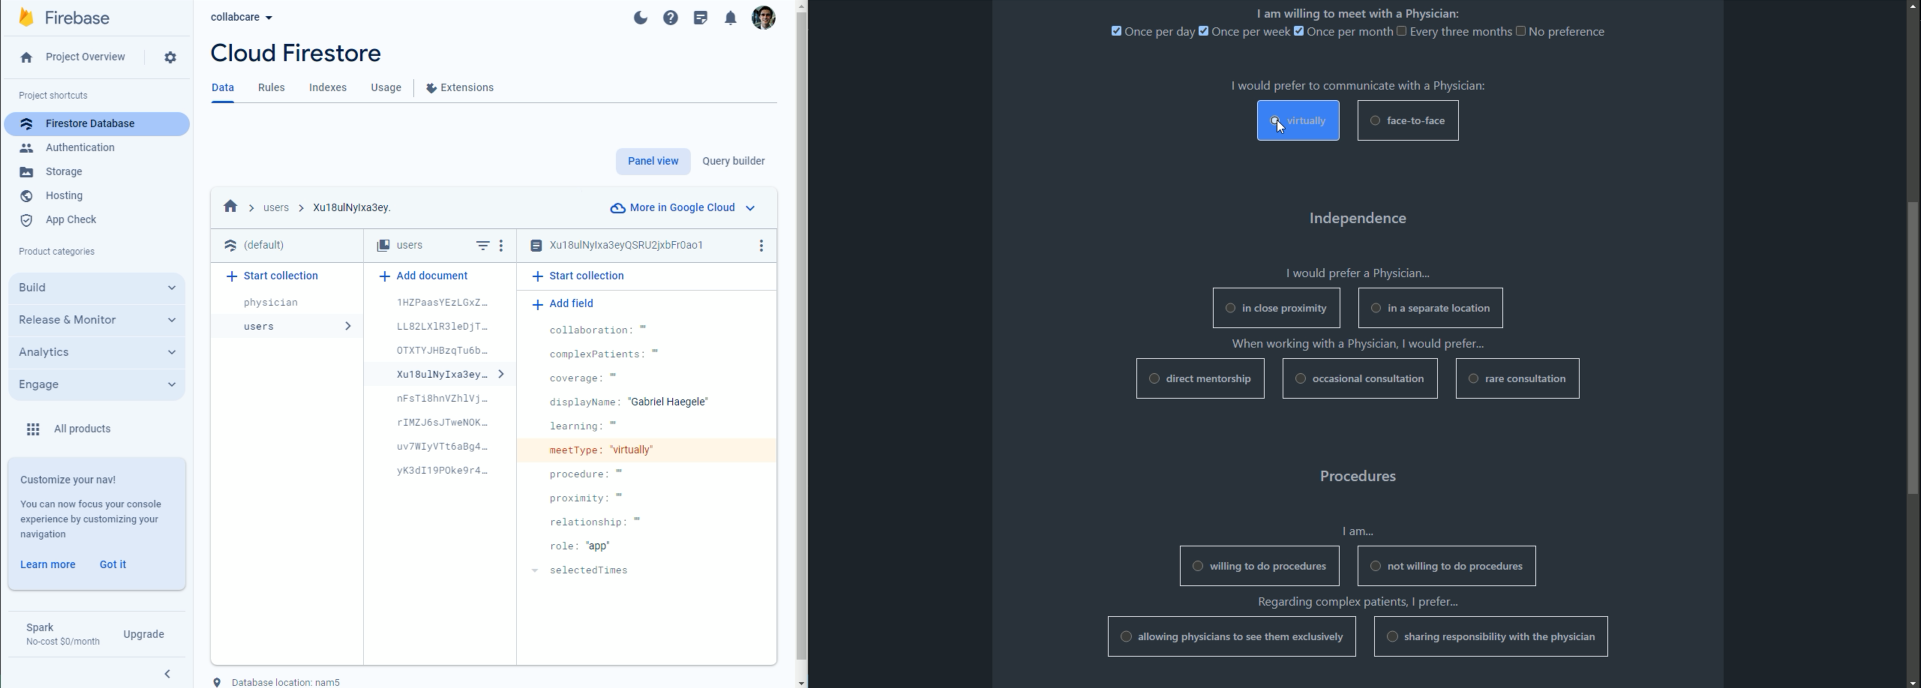 Firebase
Project Overview
Project shortcuts
Firestore Database
Authentication
Storage
Hosting
App Check
Product categories
Build
Release & Monitor
Analytics
Engage
All products
Customize your nav!
You can now focus your console
experience by customizing your
navigation
Learn more Got it
Spark
No-cost $0/month
Upgrade
collabcare
Cloud Firestore
Data Rules Indexes Usage Extensions
Panel view Query builder
users Xu18ulNyIxa3ey.
More in Google Cloud
(default)
Start collection
physician
users
users
Add document
1HZPaasYEzLGxZ…
LL82LXlR3leDjT…
OTXTYJHBzqTu6b…
Xu18ulNyIxa3ey…
nFsTi8hnVZhlVj…
rIMZJ6sJTweNOK…
uv7WIyVTt6aBg4…
yK3dI19POke9r4…
Xu18ulNyIxa3eyQSRU2jxbFr0ao1
Start collection
Add field
collaboration: ""
complexPatients: ""
coverage: ""
displayName: "Gabriel Haegele"
learning: ""
meetType: "virtually"
procedure: ""
proximity: ""
relationship: ""
role: "app"
selectedTimes
Database location: nam5
I am willing to meet with a Physician:
Once per day Once per week Once per month Every three months No preference
I would prefer to communicate with a Physician:
virtually face-to-face
Independence
I would prefer a Physician...
in close proximity in a separate location
When working with a Physician, I would prefer...
direct mentorship occasional consultation rare consultation
Procedures
I am...
willing to do procedures not willing to do procedures
Regarding complex patients, I prefer...
allowing physicians to see them exclusively sharing responsibility with the physician